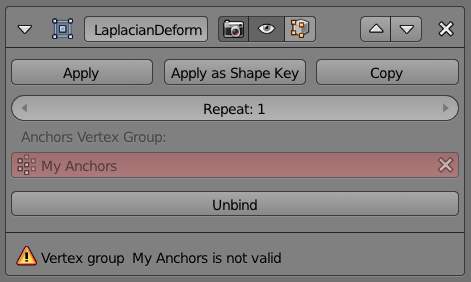 LaplacianDeform
Apply Apply as Shape Key Copy
Repeat: 1
Anchors Vertex Group:
My Anchors
Unbind
Vertex group  My Anchors is not valid